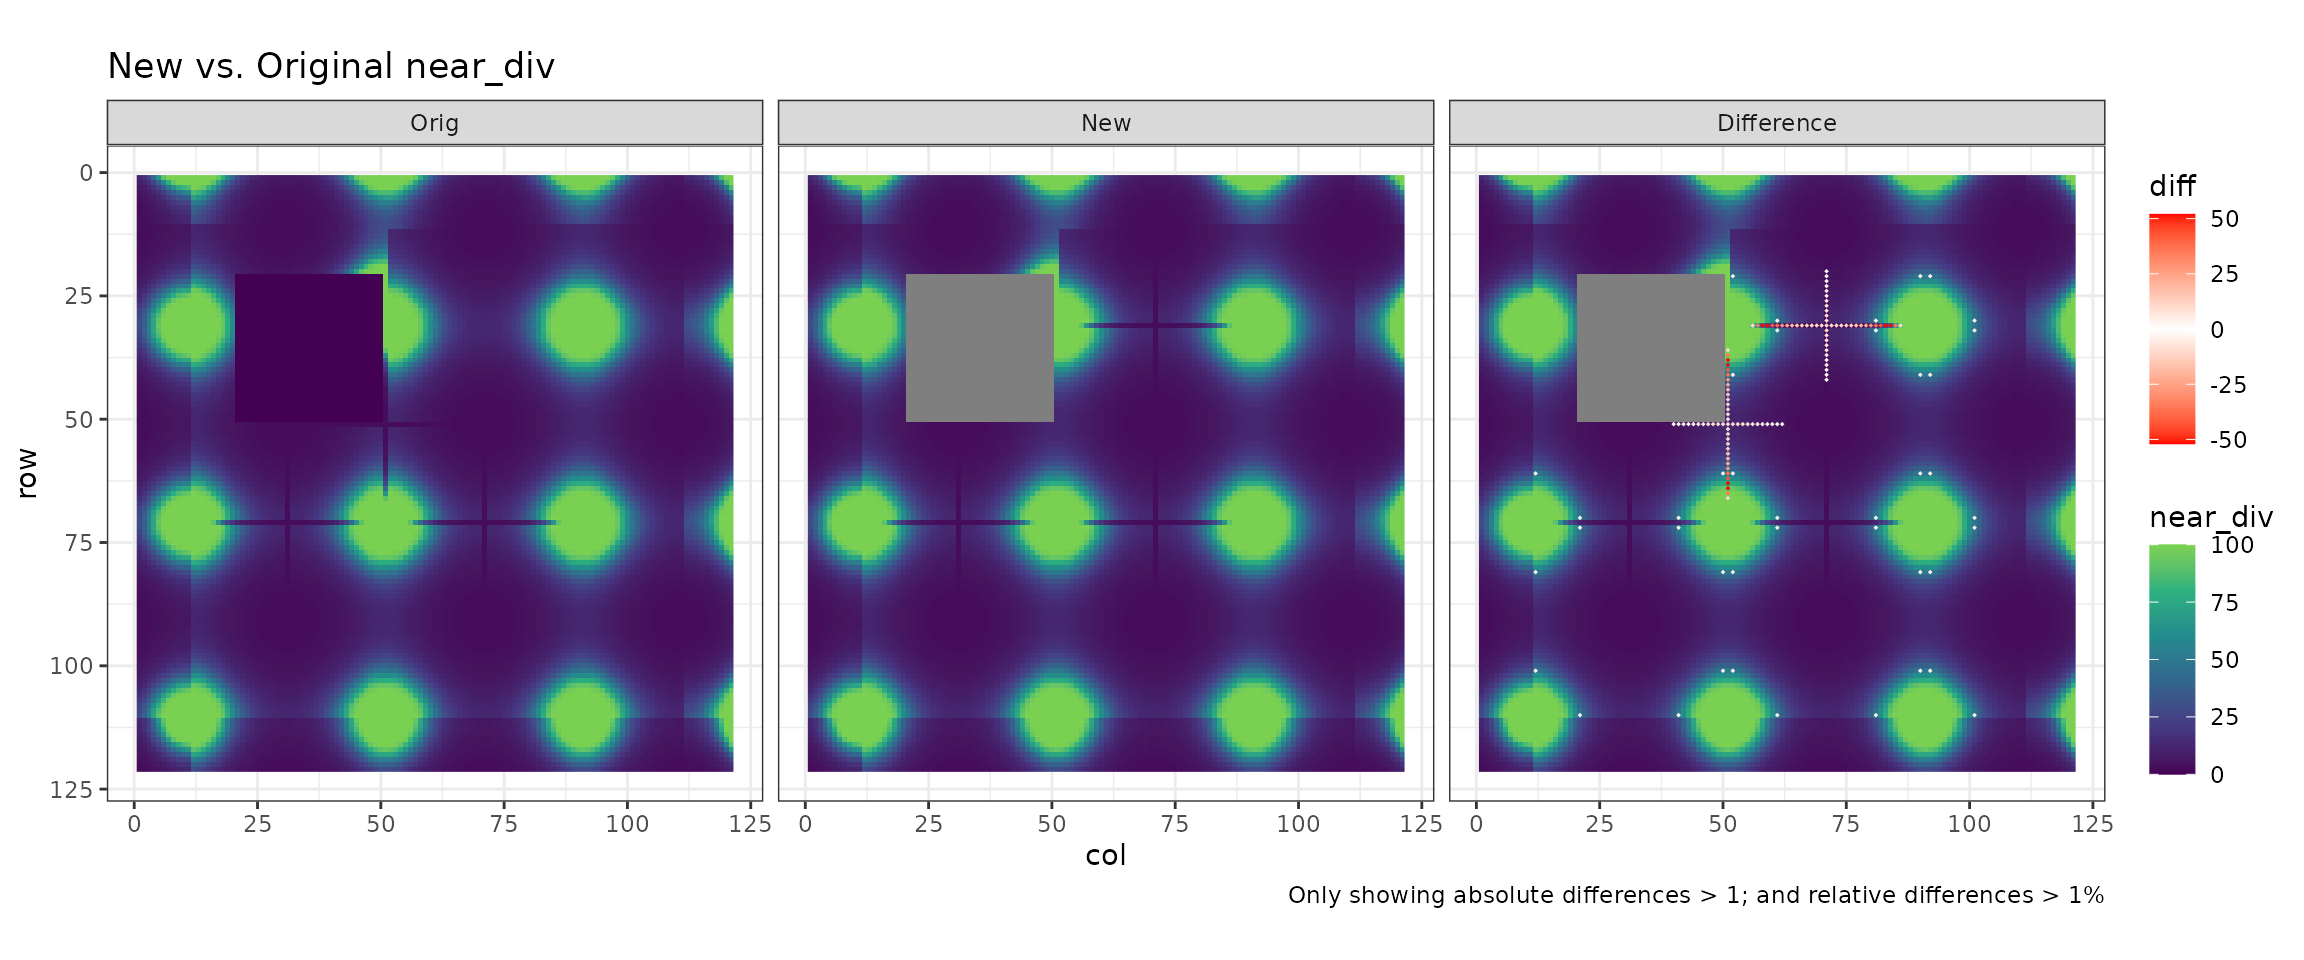 New vs. Original near_div
Orig
New
Difference
row
0
25
50
75
100
125
0 25 50 75 100 125
0 25 50 75 100 125
0 25 50 75 100 125
col
diff
50
25
0
-25
-50
near_div
100
75
50
25
0
Only showing absolute differences > 1; and relative differences > 1%